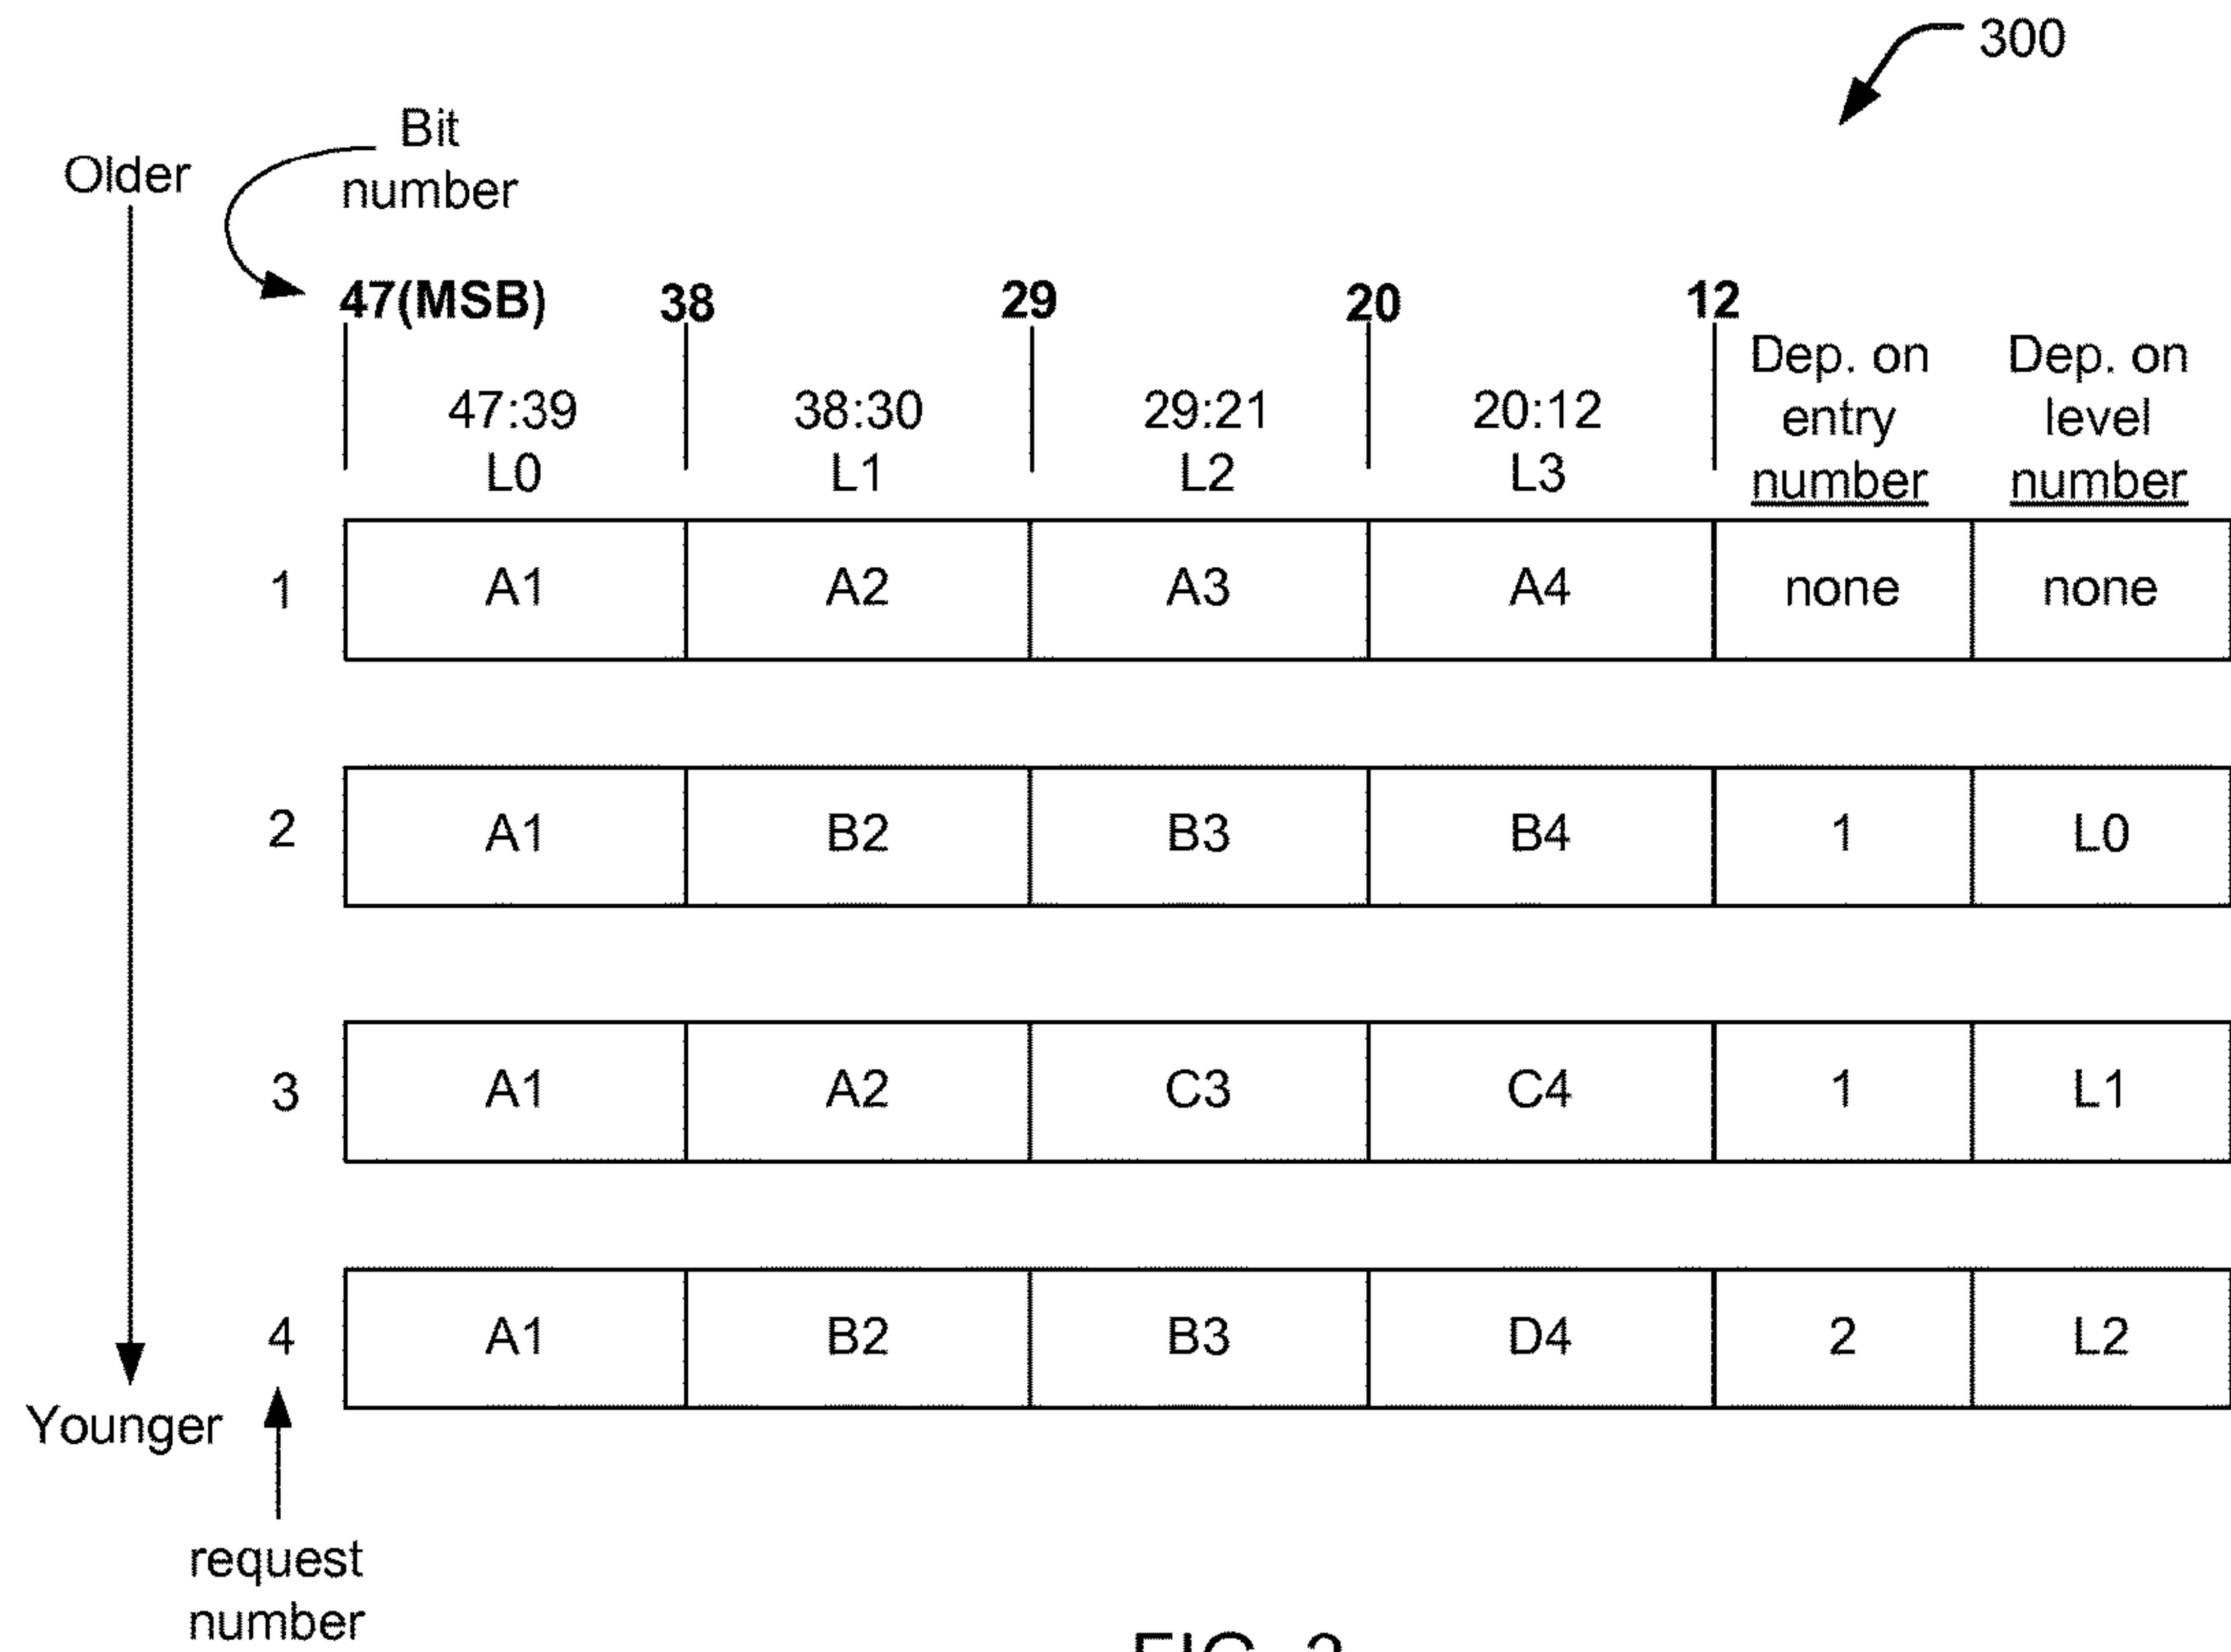 300
Bit
number
Older
47(MSB) 38 29 20 12
47:39 38:30 29:21 20:12
L0 L1 L2 L3
Dep. on
entry
number
Dep. on
level
number
1 A1 A2 A3 A4 none none
2 A1 B2 B3 B4 1 L0
3 A1 A2 C3 C4 1 L1
4 A1 B2 B3 D4 2 L2
Younger
request
number